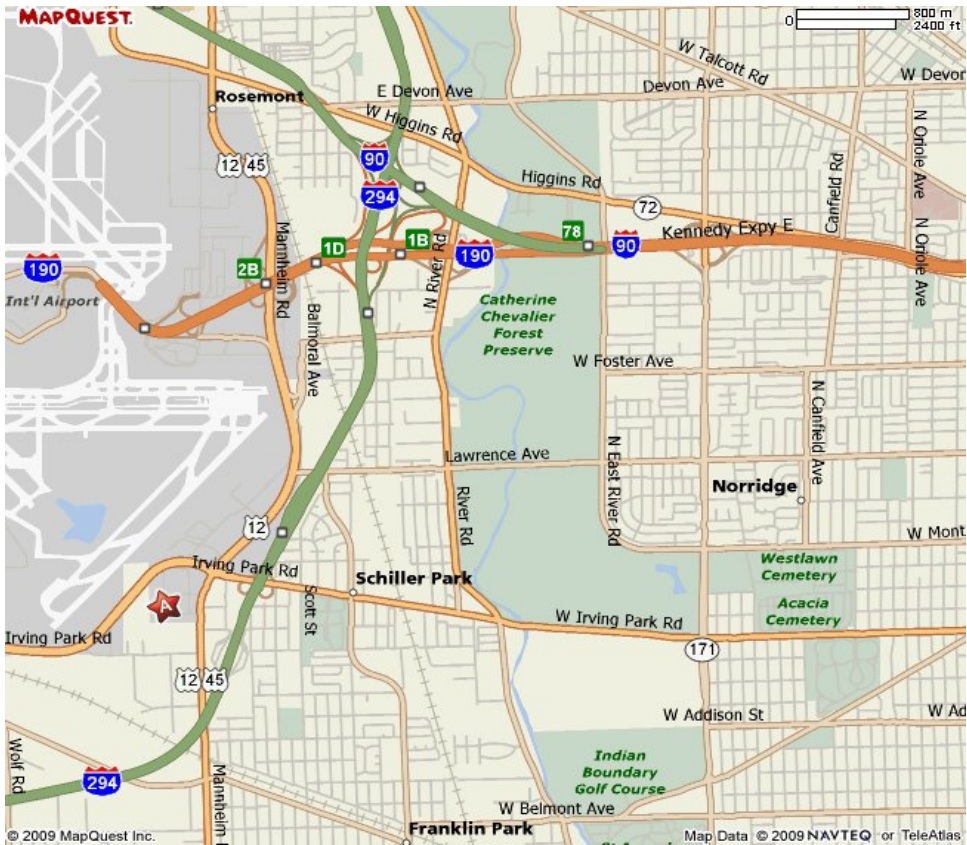 MAPQUEST.
800 m
0
2400 ft
W Talcott Rd
W Devon
Devon Ave
E Devon Ave
Rosemont
W Higgins Rd
N Oriole Ave
12 45
90
Canfield Rd
294
Higgins Rd
72
Kennedy Expy E
78
1B
1D
190
90
N River Rd
Mannheim Rd
2B
190
N Oriole Ave
Int'l Airport
Catherine
Chevalier
Forest
Preserve
Balmoral Ave
W Foster Ave
N Canfield Ave
Lawrence Ave
N East River Rd
River Rd
Norridge
12
W Mont
Irving Park Rd
Westlawn
Cemetery
Schiller Park
A
Scott St
Acacia
Cemetery
W Irving Park Rd
Irving Park Rd
171
12 45
W Addison St
W Ad
Wolf Rd
Indian
Boundary
Golf Course
294
Mannheim
W Belmont Ave
Franklin Park
© 2009 MapQuest Inc.
Map Data © 2009 NAVTEQ or TeleAtlas